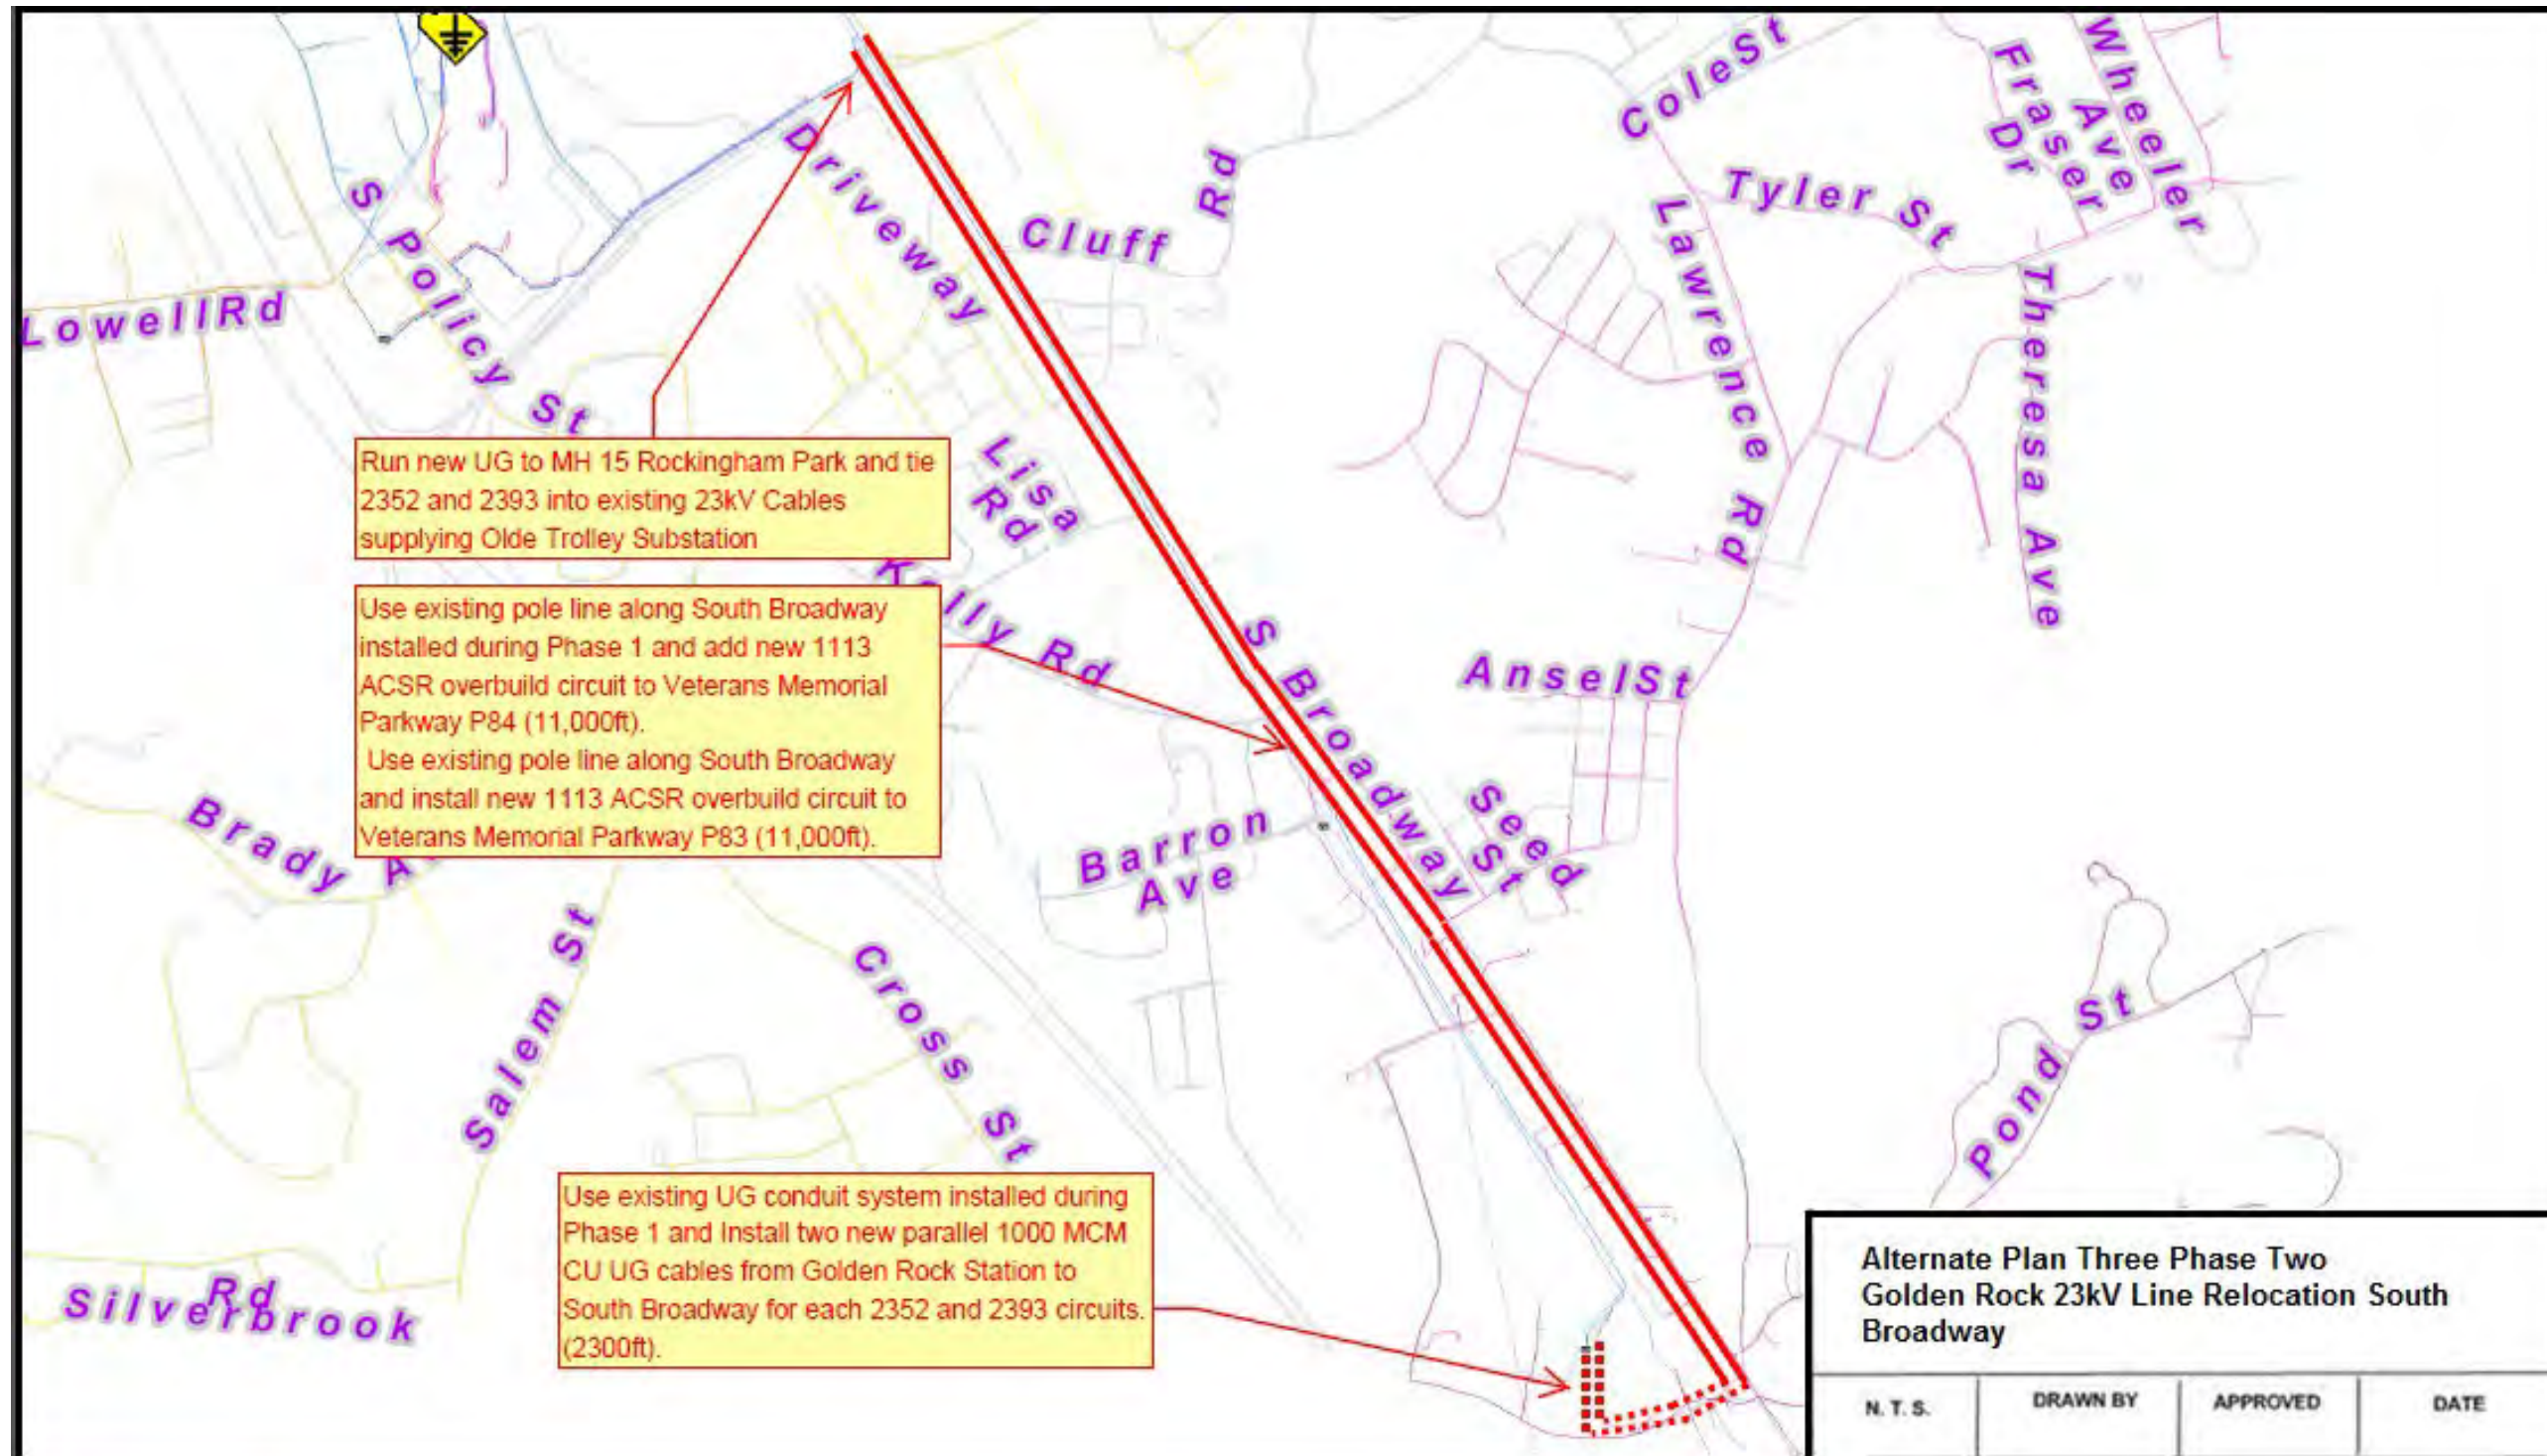 ColeSt
Fraser
Dr
Wheeler
Ave
Driveway
Cluff
Rd
Tyler St
S Policy St
LowellRd
Lawrence Rd
Theresa Ave
Run new UG to MH 15 Rockingham Park and tie
2352 and 2393 into existing 23kV Cables
supplying Olde Trolley Substation
Lisa
Rd
Use existing pole line along South Broadway
installed during Phase 1 and add new 1113
ACSR overbuild circuit to Veterans Memorial
Parkway P84 (11,000ft).
Use existing pole line along South Broadway
and install new 1113 ACSR overbuild circuit to
Veterans Memorial Parkway P83 (11,000ft).
Kelly Rd
S Broadway
AnselSt
Seed
St
Barron
Ave
Brady
Salem St
Cross St
Pond St
Use existing UG conduit system installed during
Phase 1 and Install two new parallel 1000 MCM
CU UG cables from Golden Rock Station to
South Broadway for each 2352 and 2393 circuits.
(2300ft).
Silverbrook
Rd
Alternate Plan Three Phase Two
Golden Rock 23kV Line Relocation South
Broadway
N. T. S.
DRAWN BY
APPROVED
DATE